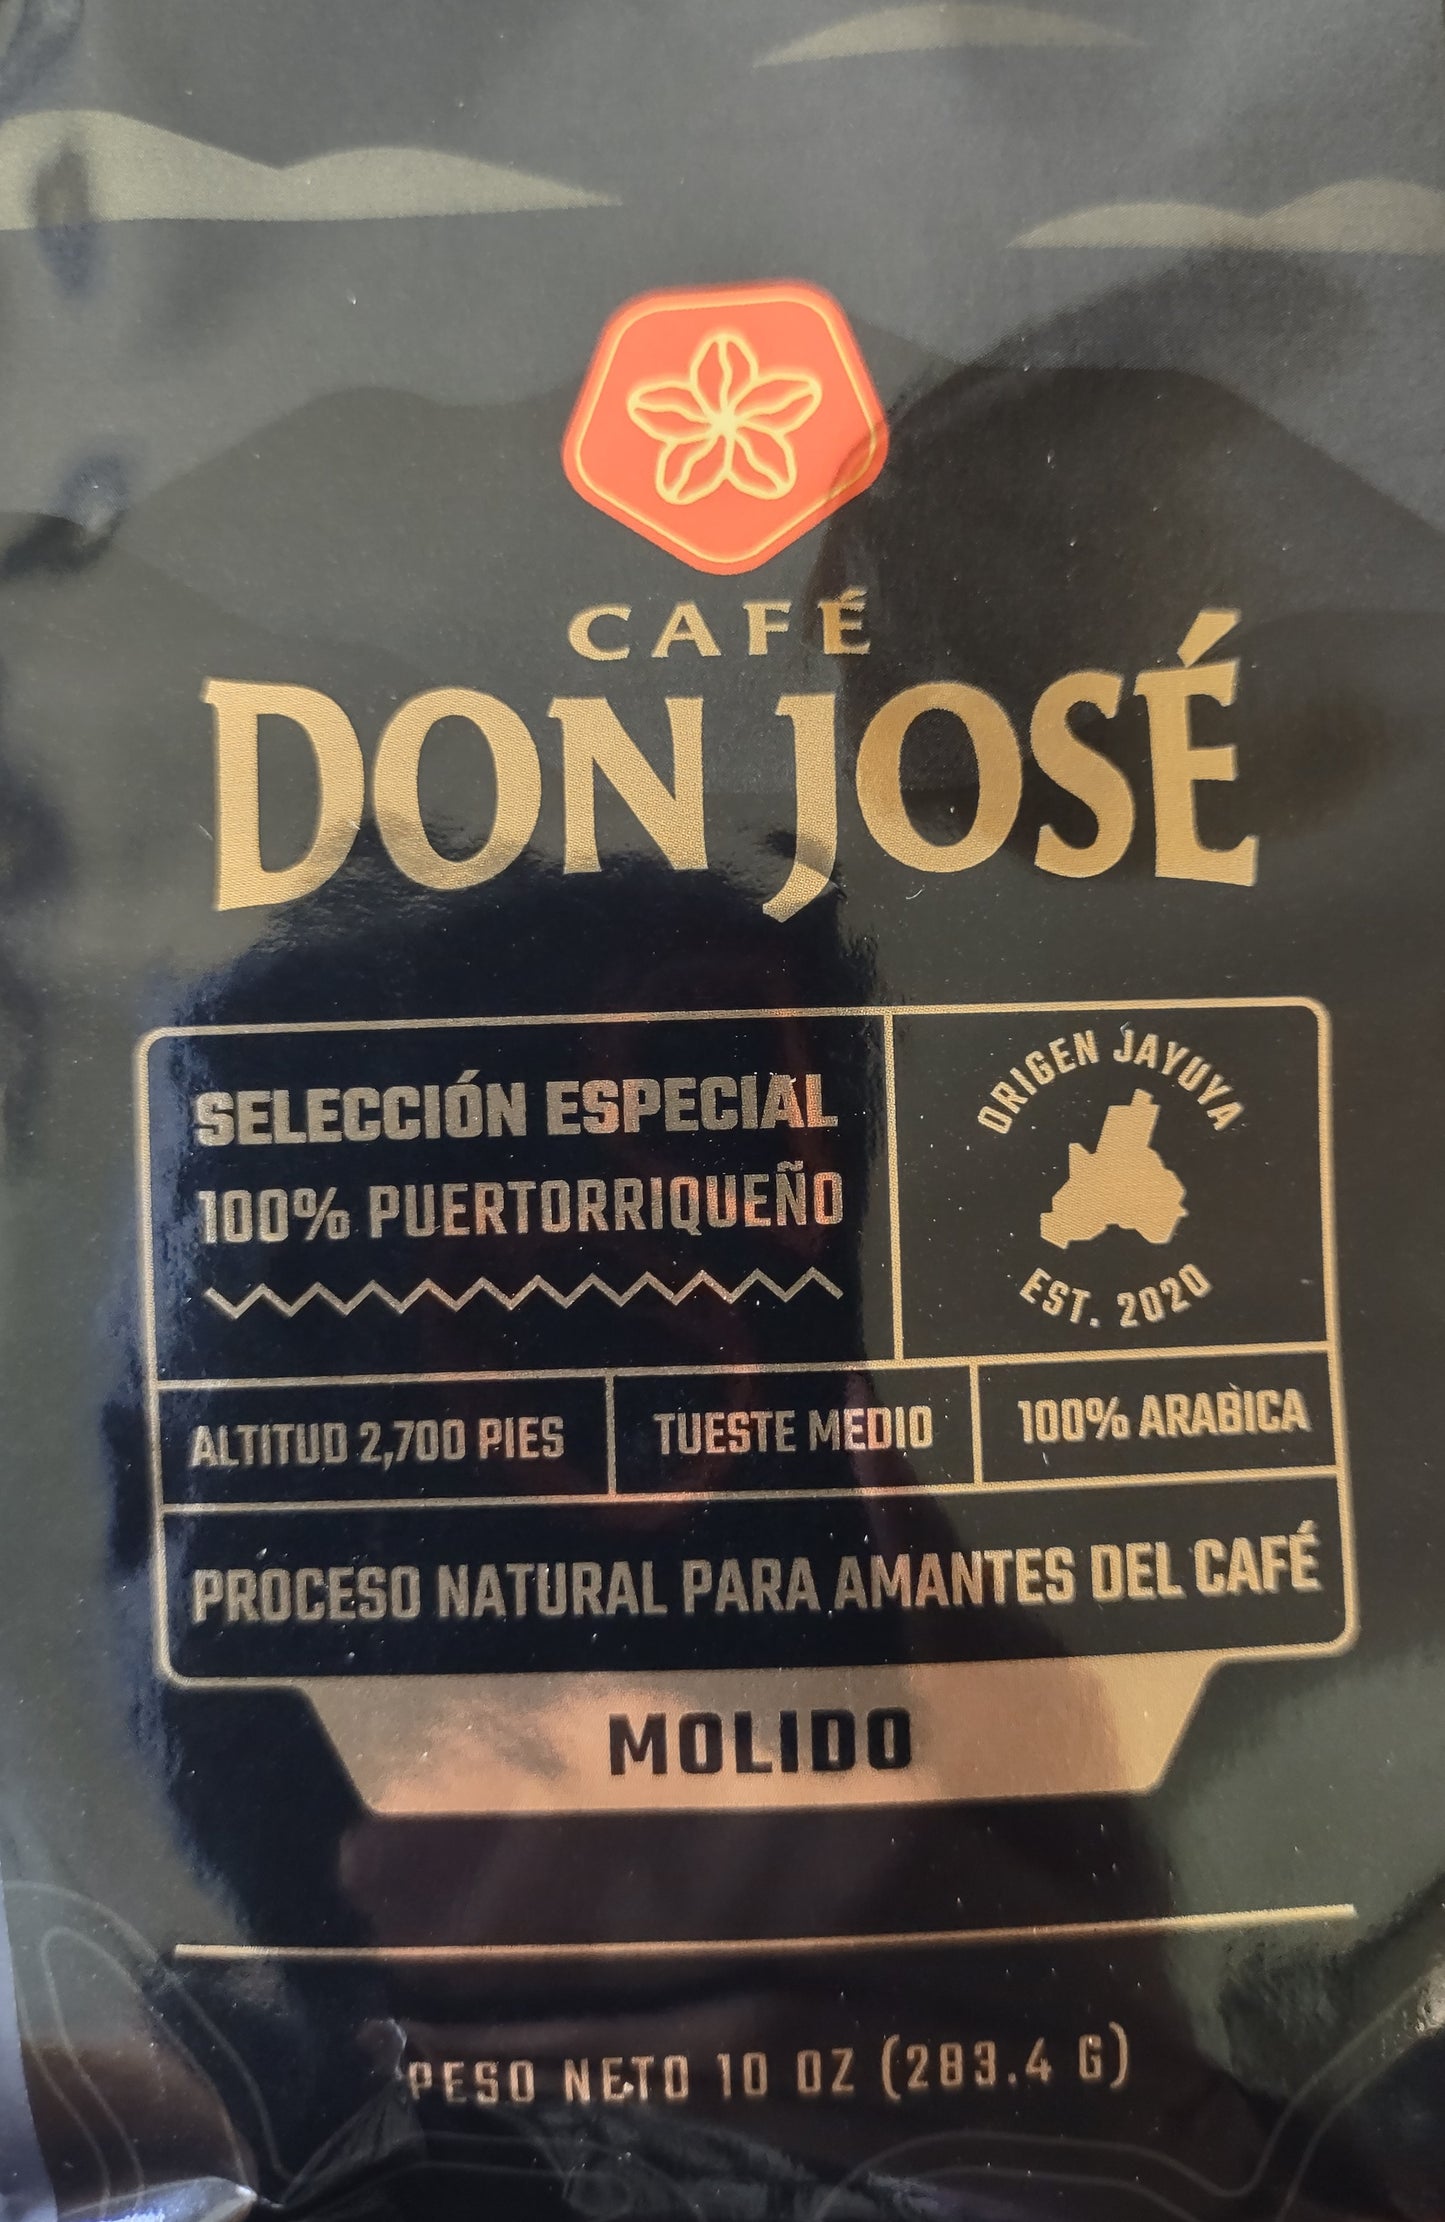 CAFÉ
DON JOSÉ
SELECCIÓN ESPECIAL
100% PUERTORRIQUEÑO
ORIGEN JAYUYA
EST. 2020
ALTITUD 2,700 PIES
TUESTE MEDIO
100% ARABICA
PROCESO NATURAL PARA AMANTES DEL CAFÉ
MOLIDO
PESO NETO 10 OZ (283.4 G)